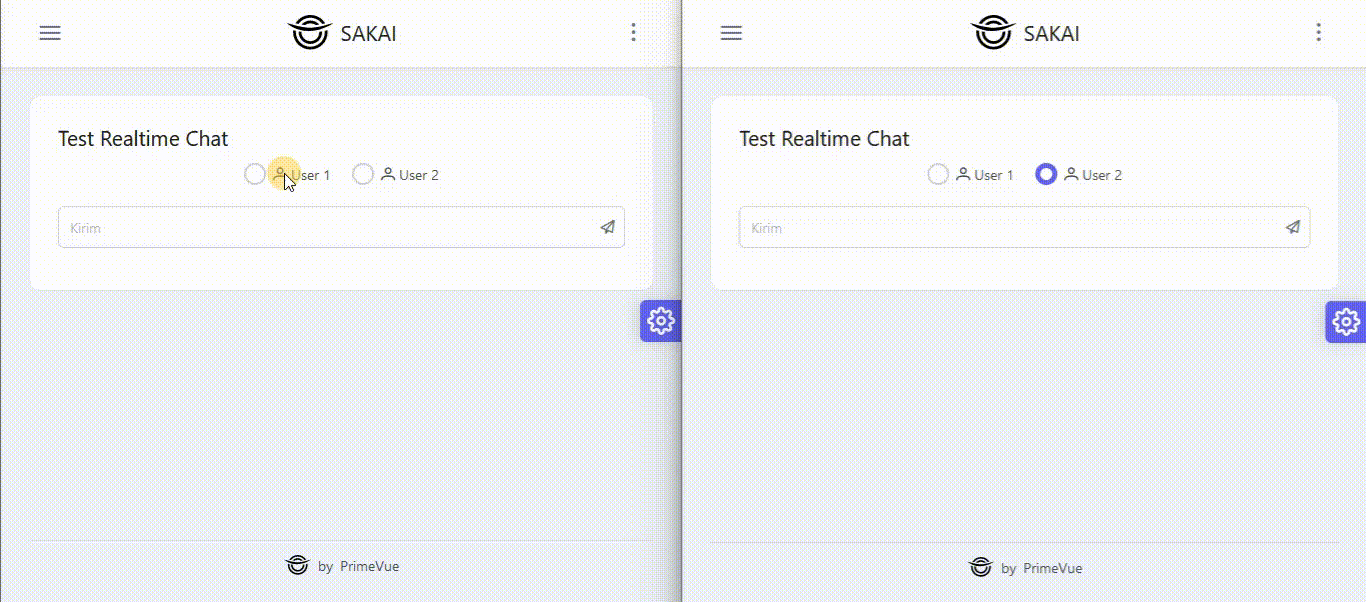 SAKAI
Test Realtime Chat
User 1 User 2
Kirim
by PrimeVue
SAKAI
Test Realtime Chat
User 1 User 2
Kirim
by PrimeVue